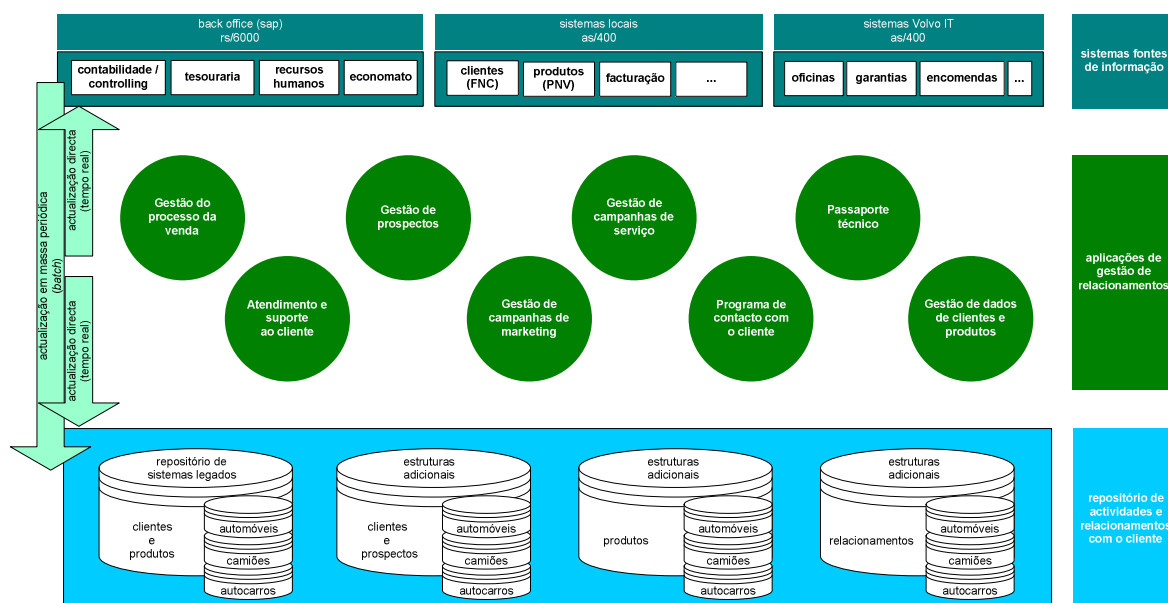 back office (sap)
rs/6000
sistemas locais
as/400
sistemas Volvo IT
as/400
sistemas fontes
de informação
contabilidade /
controlling
tesouraria
recursos
humanos
economato
clientes
(FNC)
produtos
(PNV)
facturação
...
oficinas
garantias
encomendas
...
actualização em massa periódica
(batch)
actualização directa
(tempo real)
actualização directa
(tempo real)
Gestão do
processo da
venda
Gestão de
prospectos
Gestão de
campanhas de
serviço
Passaporte
técnico
Atendimento e
suporte
ao cliente
Gestão de
campanhas de
marketing
Programa de
contacto com
o cliente
Gestão de dados
de clientes e
produtos
aplicações de
gestão de
relacionamentos
repositório de
sistemas legados
clientes
e
produtos
automóveis
camiões
autocarros
estruturas
adicionais
clientes
e
prospectos
automóveis
camiões
autocarros
estruturas
adicionais
produtos
automóveis
camiões
autocarros
estruturas
adicionais
relacionamentos
automóveis
camiões
autocarros
repositório de
actividades e
relacionamentos
com o cliente